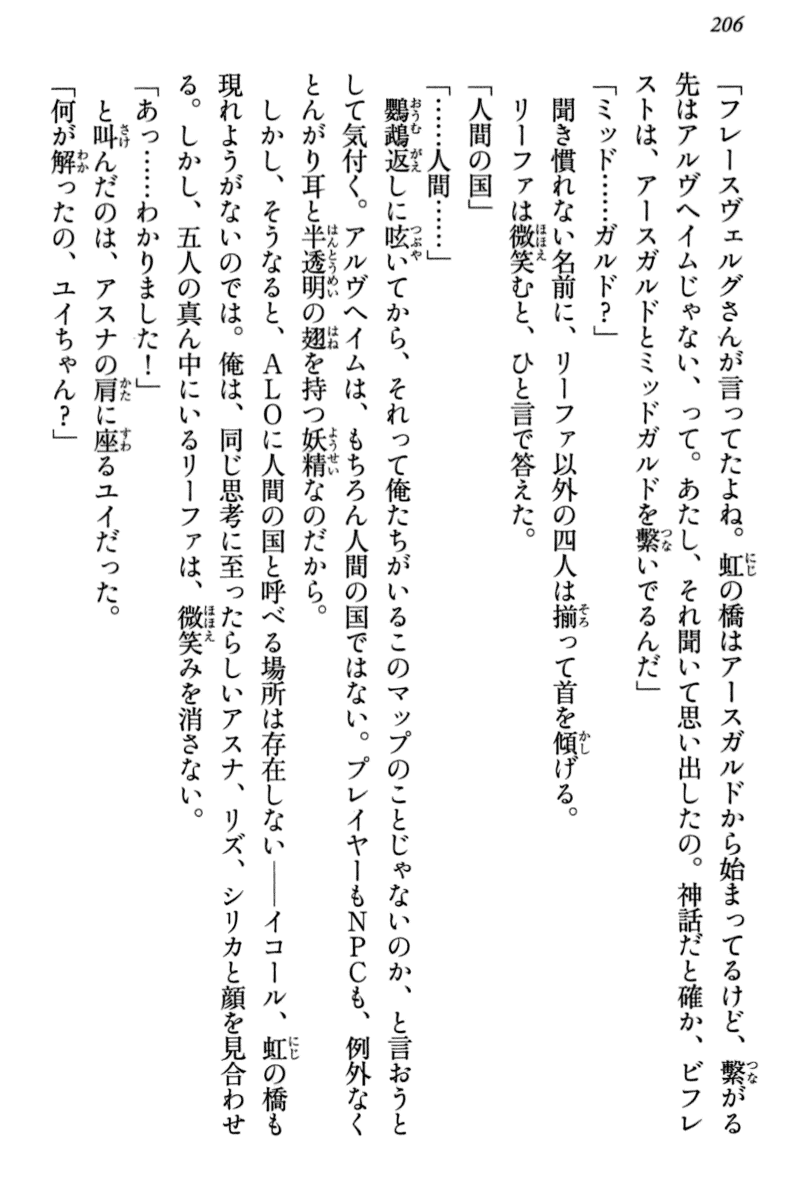 206
「フレースヴェルグさんが言ってたよね。虹の橋はアースガルドから始まってるけど、繋がる
先はアルヴヘイムじゃない、って。あたし、それ聞いて思い出したの。神話だと確か、ビフレ
ストは、アースガルドとミッドガルドを繋いでるんだ」
「ミッド……ガルド？」
聞き慣れない名前に、リーファ以外の四人は揃って首を傾げる。
リーファは微笑むと、ひと言で答えた。
「人間の国」
「……人間……」
鸚鵡返しに呟いてから、それって俺たちがいるこのマップのことじゃないのか、と言おうと
して気付く。アルヴヘイムは、もちろん人間の国ではない。プレイヤーもNPCも、例外なく
とんがり耳と半透明の翅を持つ妖精なのだから。
しかし、そうなると、ALOに人間の国と呼べる場所は存在しない――イコール、虹の橋も
現れようがないのでは。俺は、同じ思考に至ったらしいアスナ、リズ、シリカと顔を見合わせ
る。しかし、五人の真ん中にいるリーファは、微笑みを消さない。
「あっ……わかりました！」
と叫んだのは、アスナの肩に座るユイだった。
「何が解ったの、ユイちゃん？」